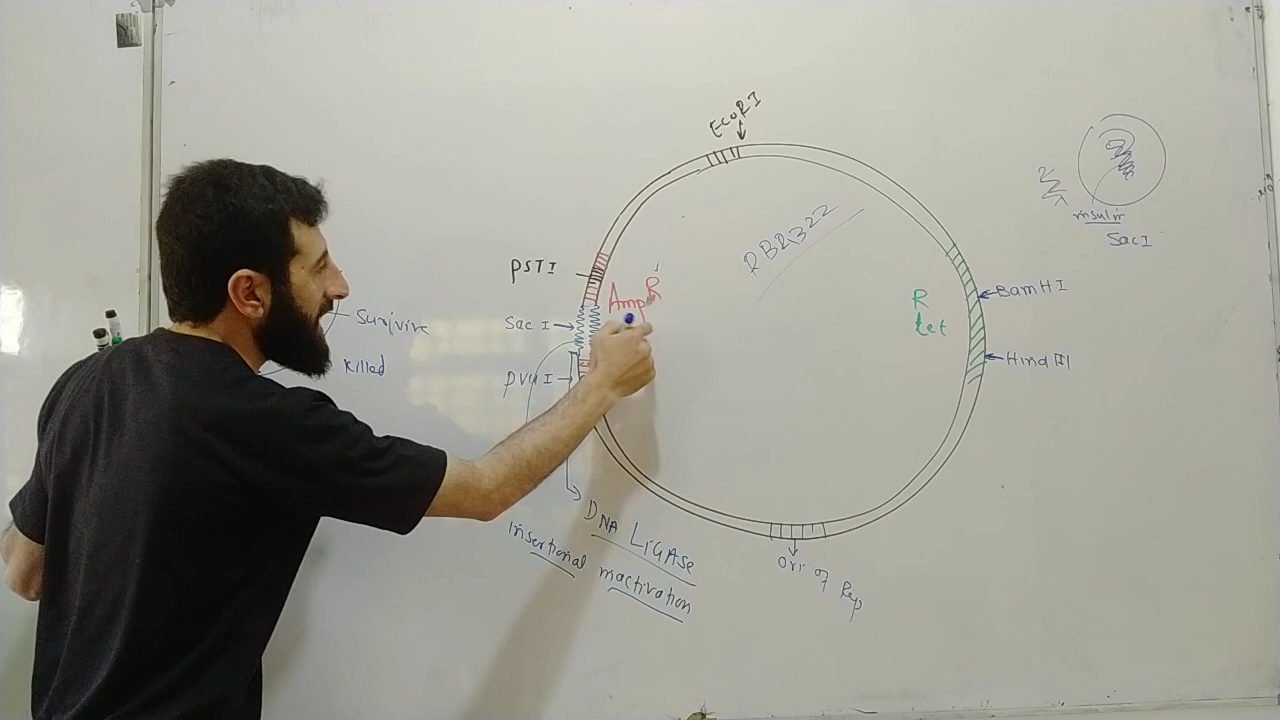 EcoRI
PBR322
insulin
SacI
PSTI
Amp R
Sac I
PVU I
R
tet
BamHI
Hind III
Survive
killed
DNA LIGASE
Insertional inactivation
Ori of Rep